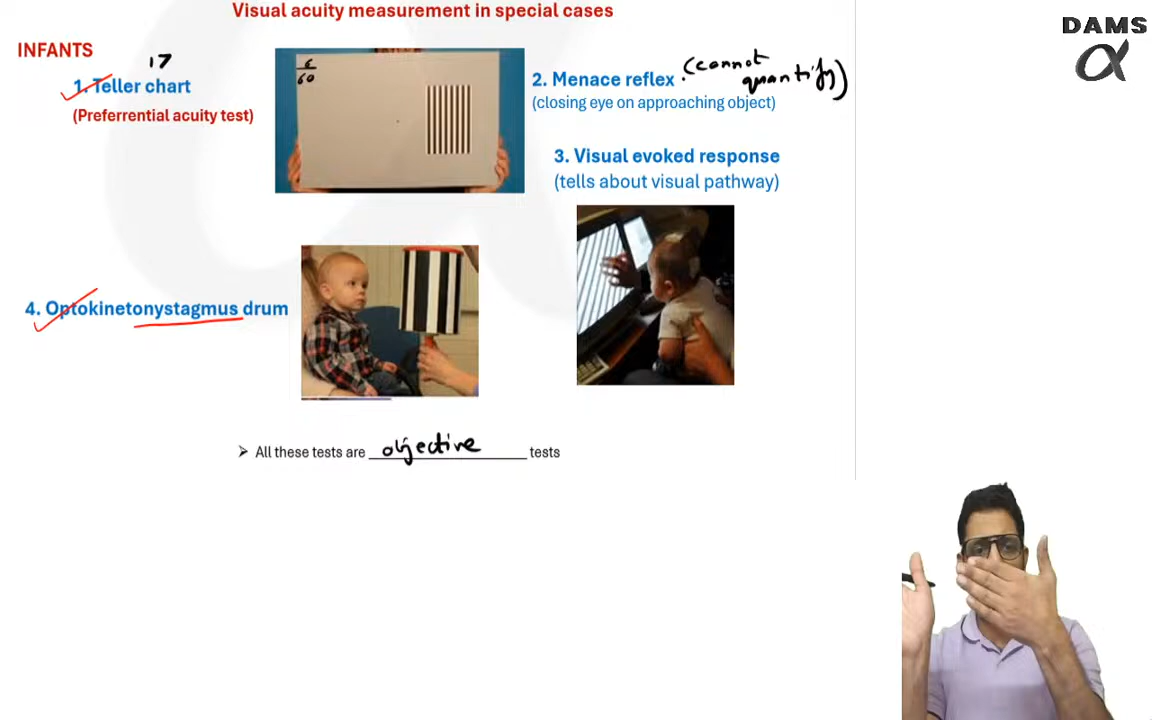 Visual acuity measurement in special cases
DAMS
α
INFANTS
17
1. Teller chart
(Preferrential acuity test)
6
60
2. Menace reflex
(cannot
quantify)
(closing eye on approaching object)
3. Visual evoked response
(tells about visual pathway)
4. Optokinetonystagmus drum
➤ All these tests are objective tests